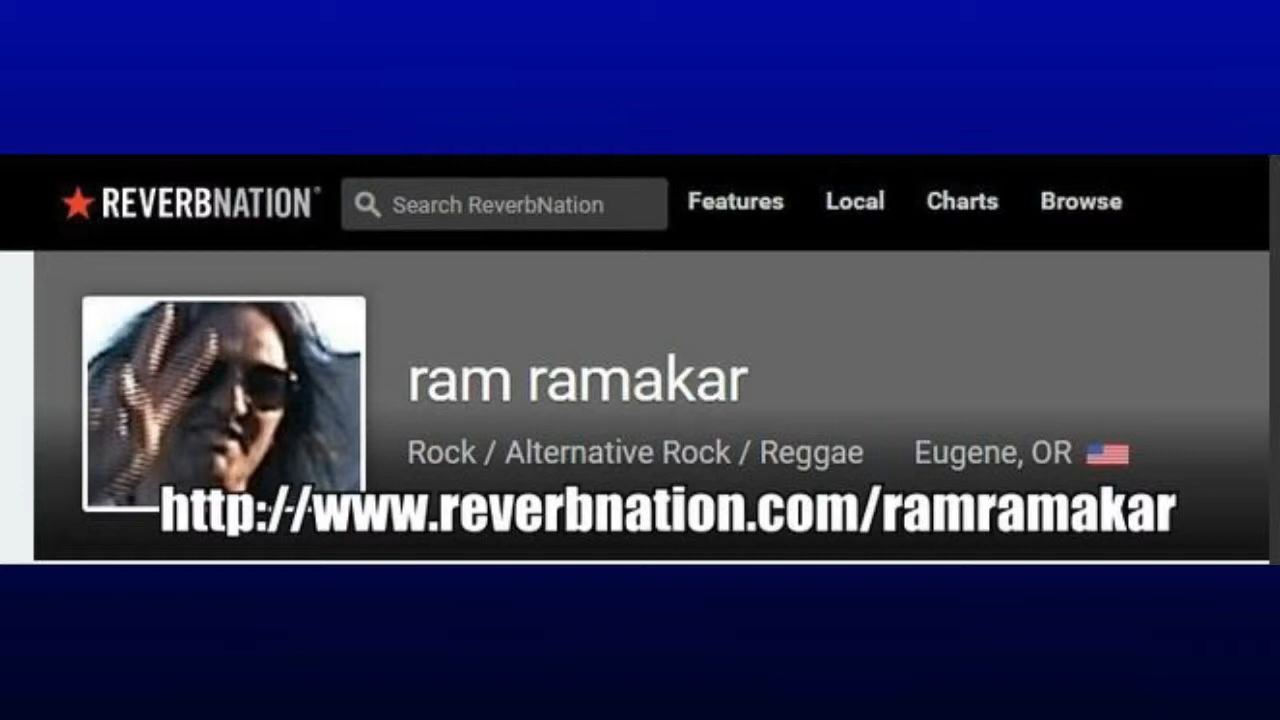 REVERBNATION®
Search ReverbNation
Features Local Charts Browse
ram ramakar
Rock / Alternative Rock / Reggae Eugene, OR
http://www.reverbnation.com/ramramakar